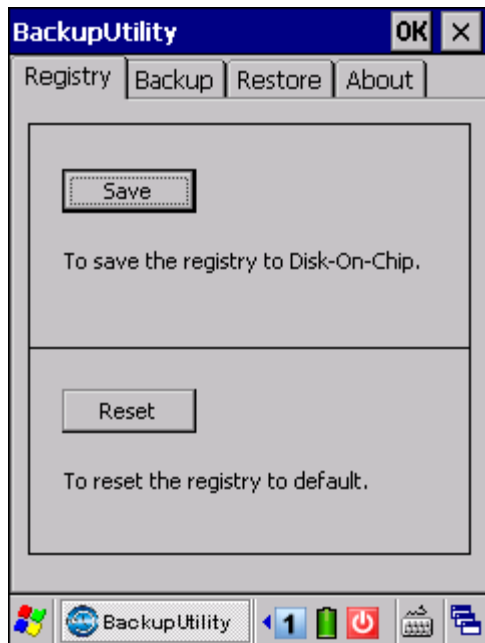 BackupUtility OK ×
Registry Backup Restore About
Save
To save the registry to Disk-On-Chip.
Reset
To reset the registry to default.
BackupUtility 1